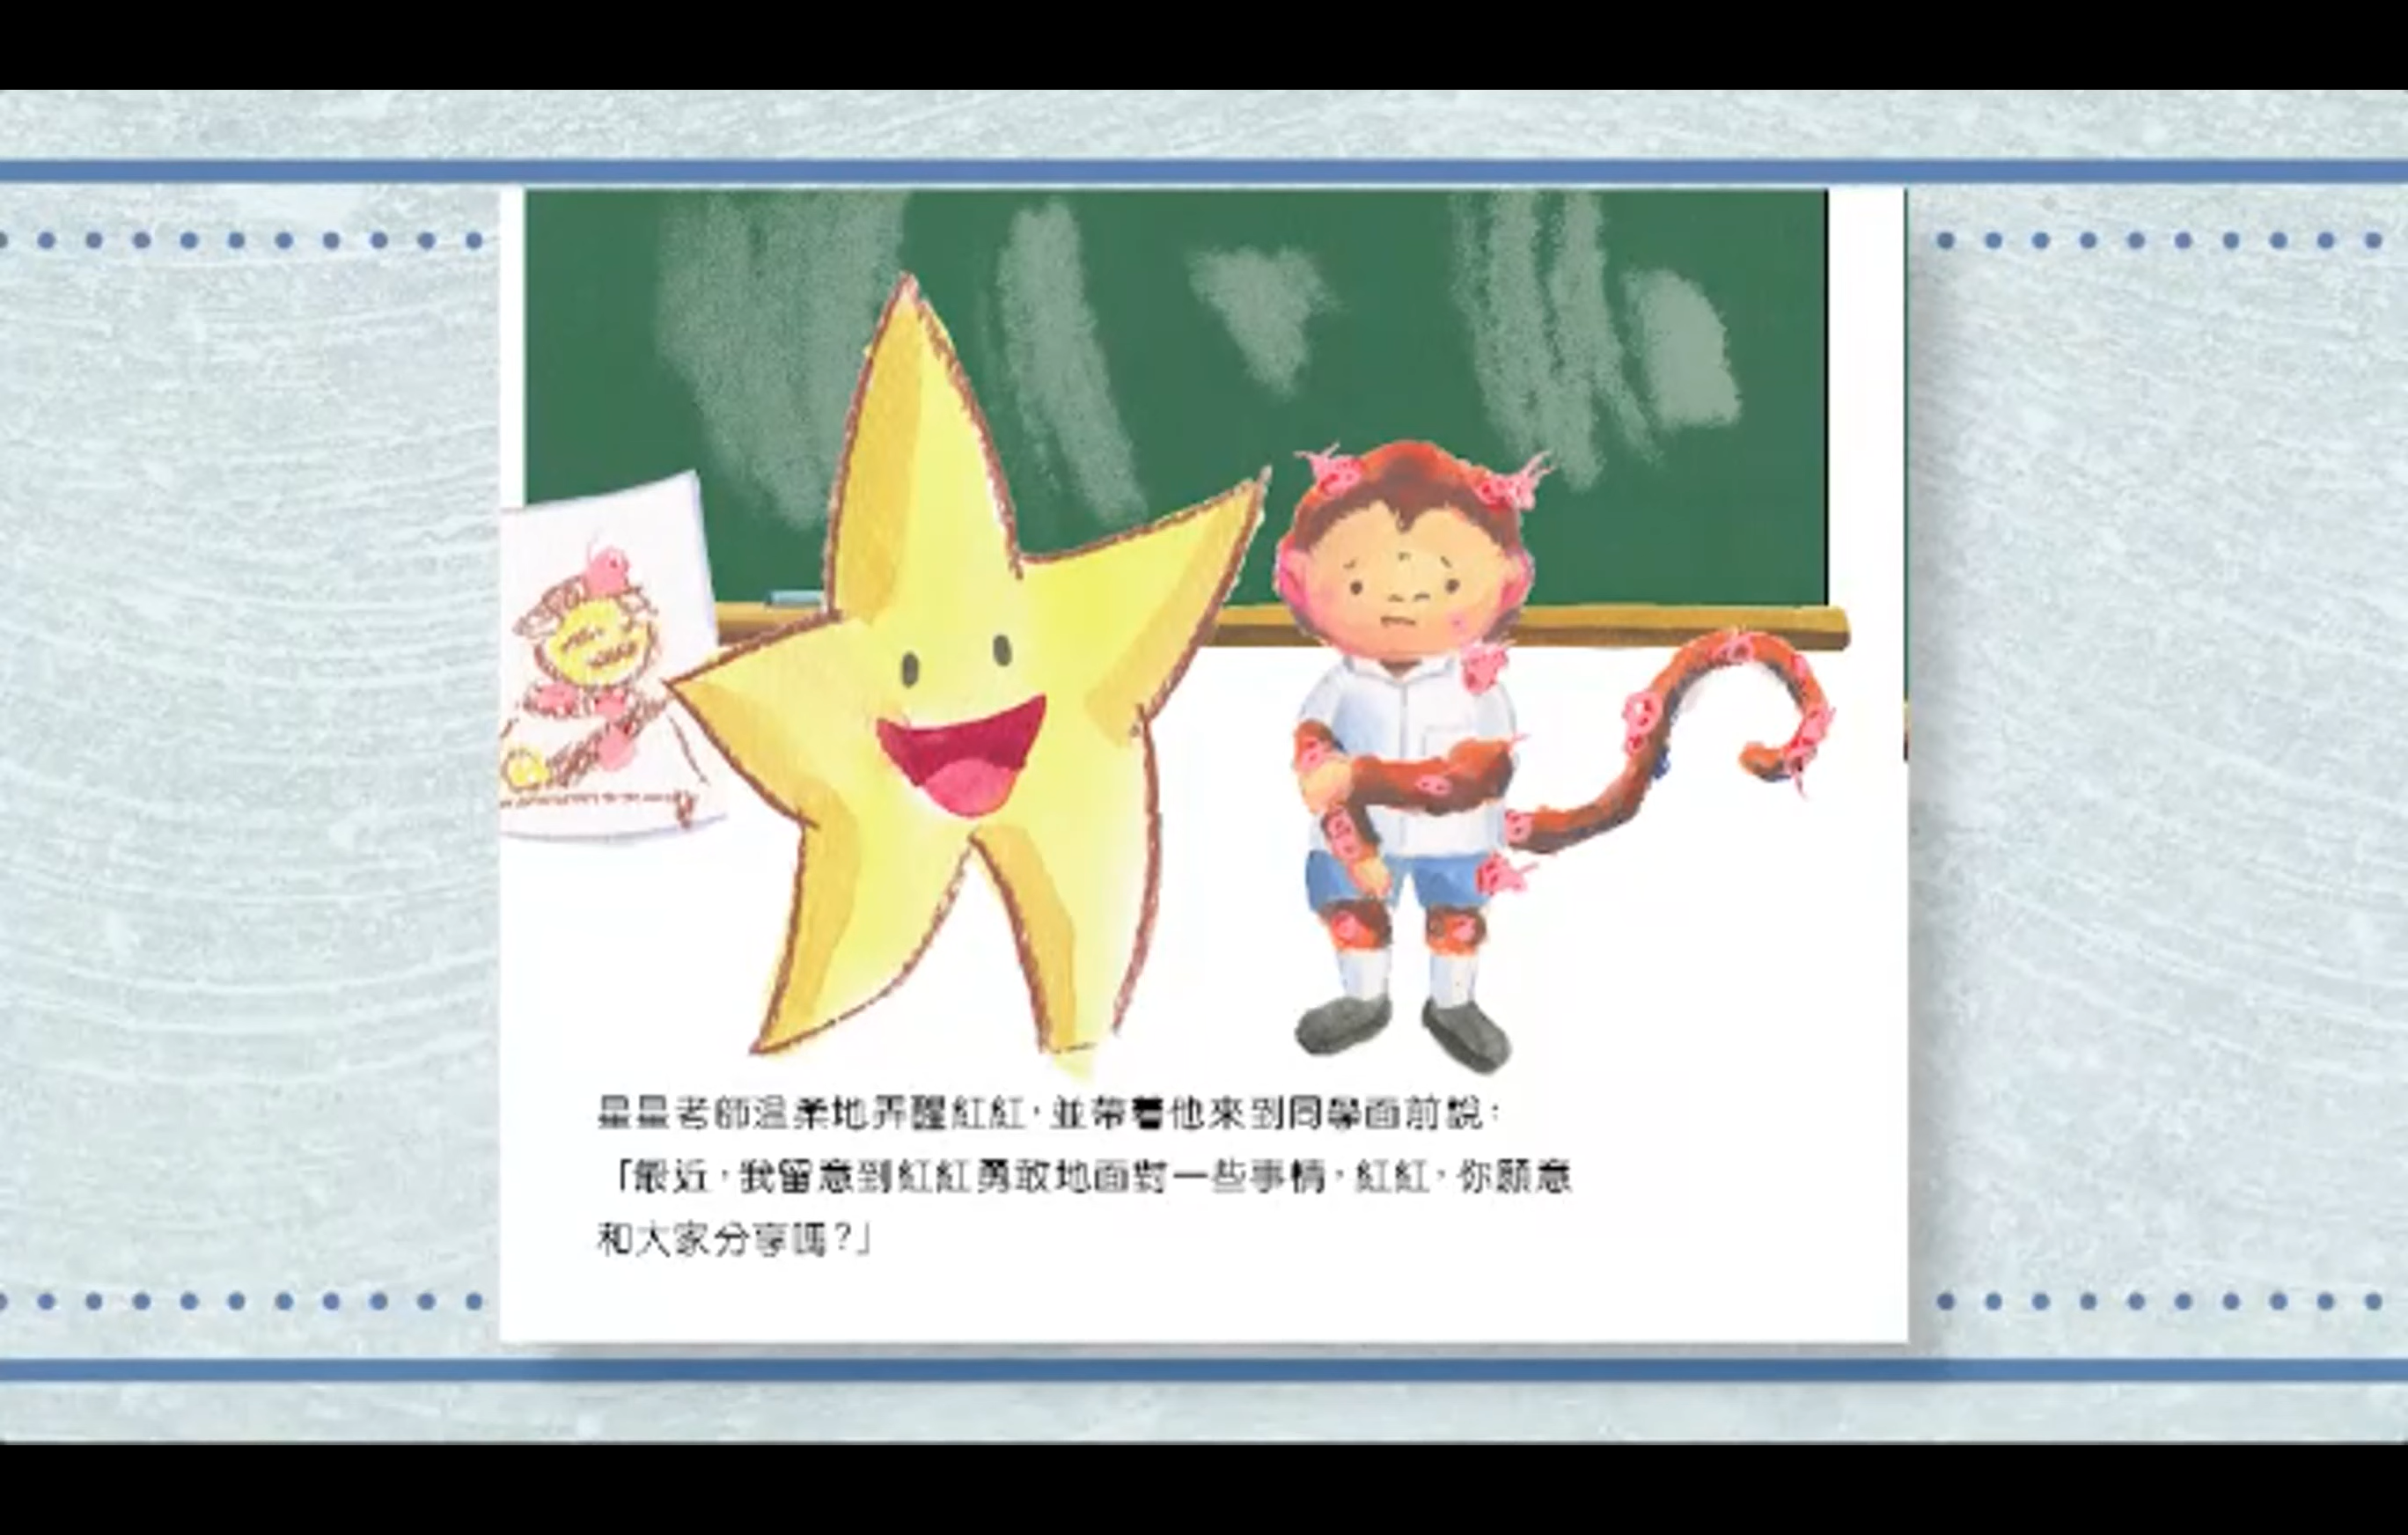 星星老師温柔地弄醒紅紅，並帶着他來到同學面前說：
「最近，我留意到紅紅勇敢地面對一些事情，紅紅，你願意
和大家分享嗎？」